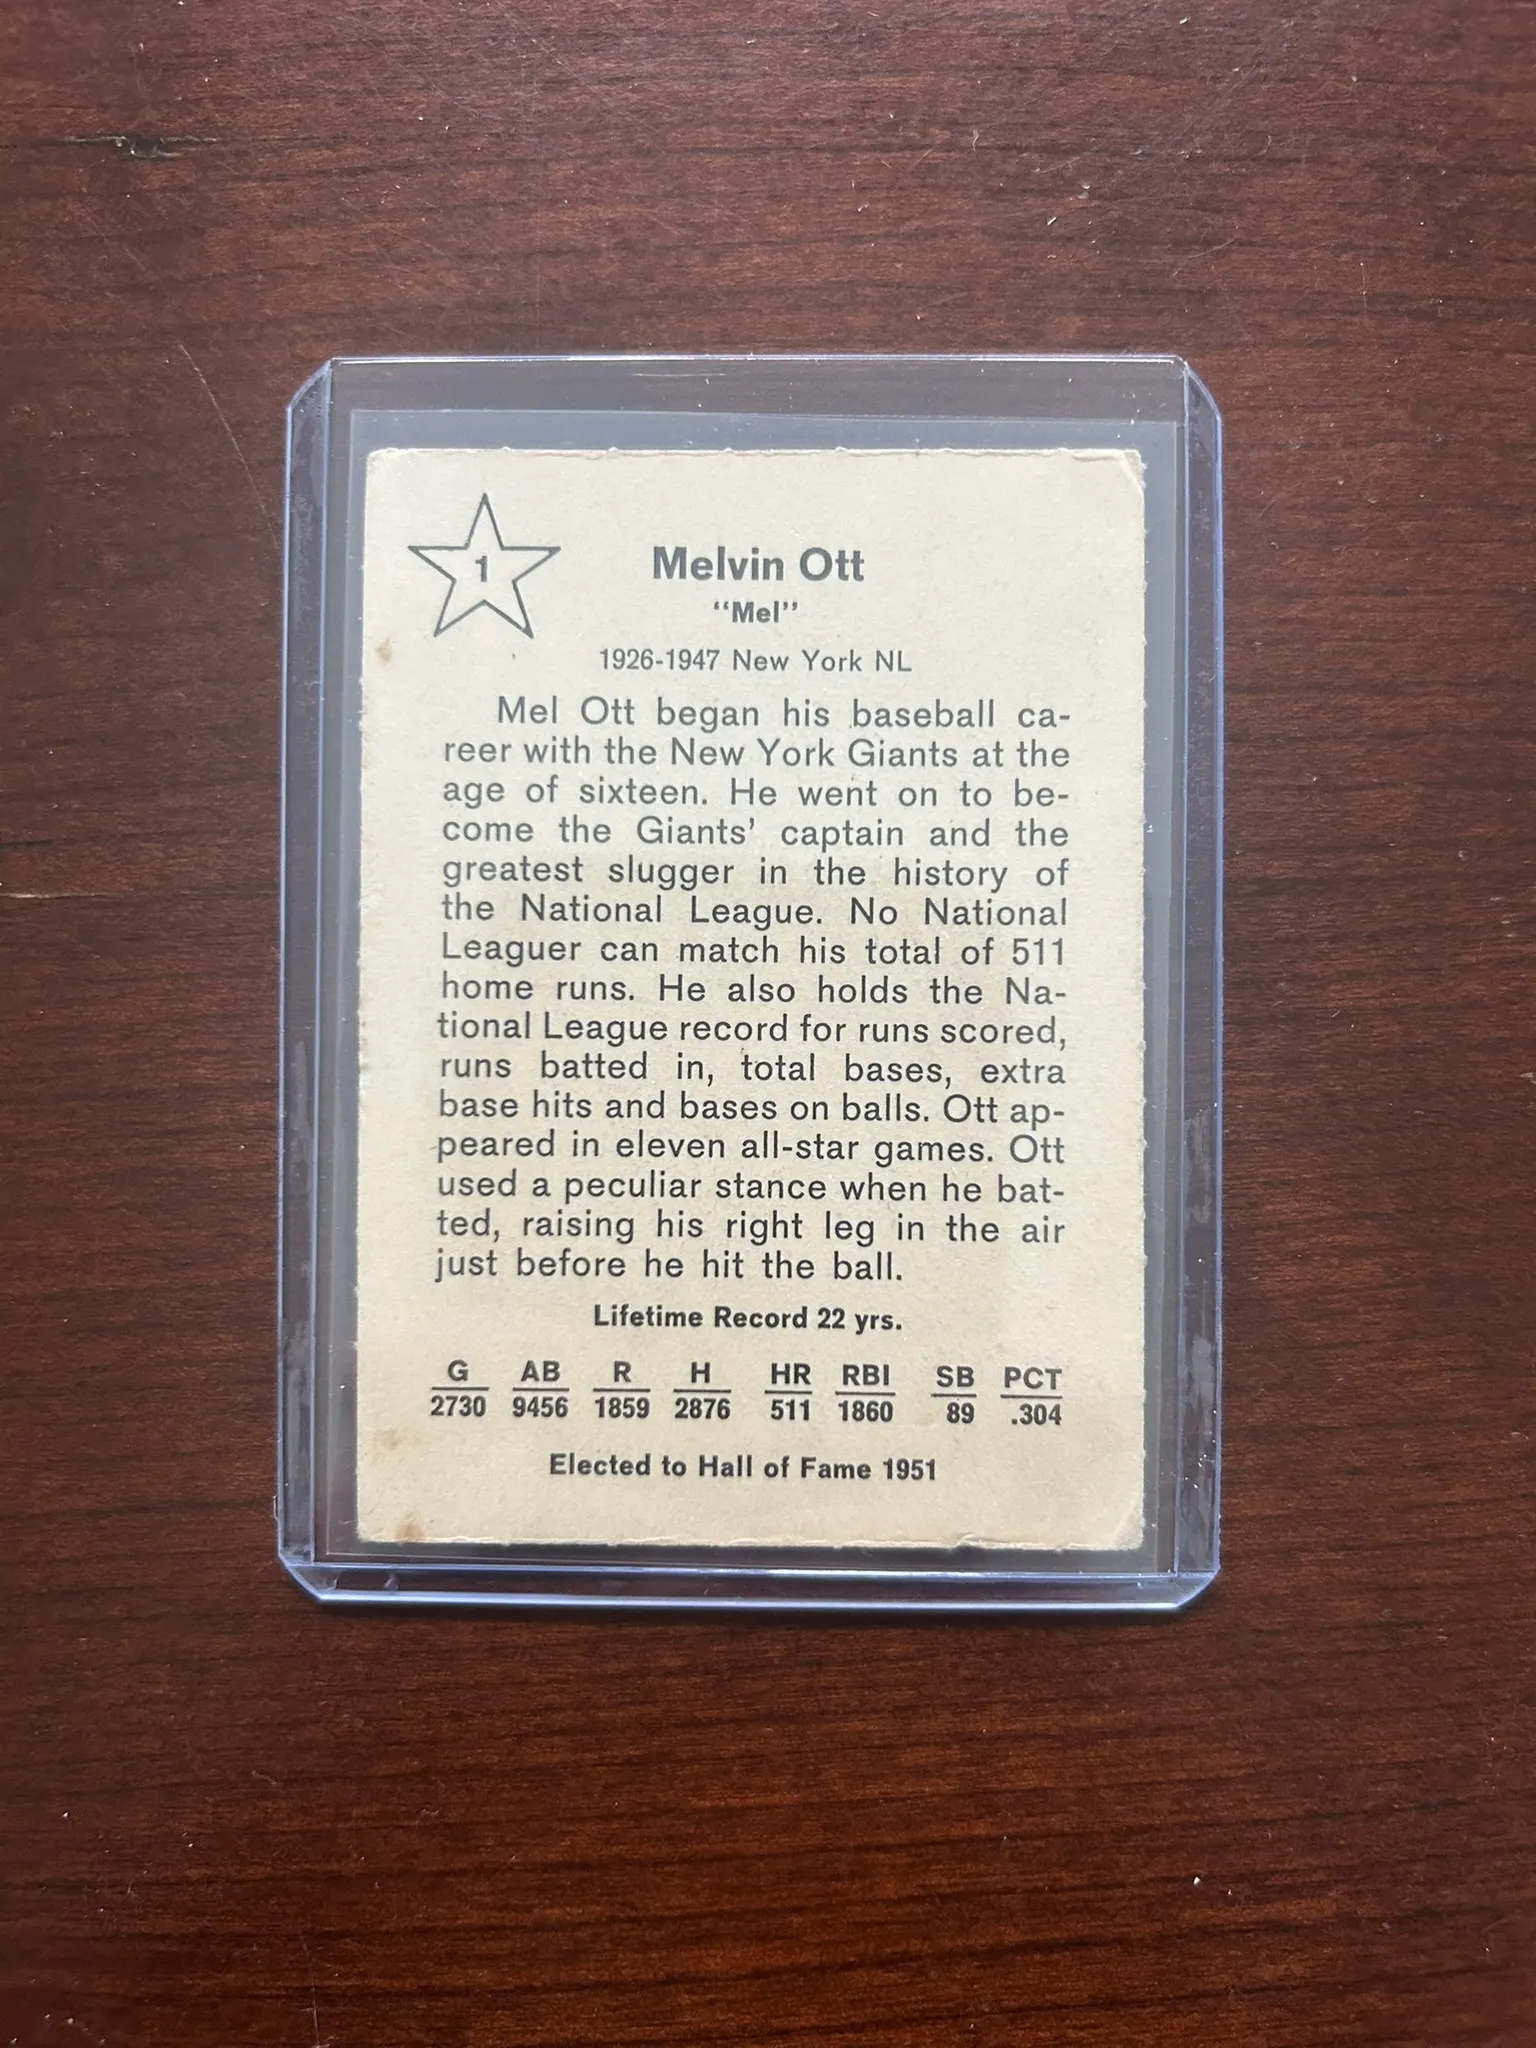 1
Melvin Ott
“Mel”
1926-1947 New York NL
Mel Ott began his baseball ca-
reer with the New York Giants at the
age of sixteen. He went on to be-
come the Giants’ captain and the
greatest slugger in the history of
the National League. No National
Leaguer can match his total of 511
home runs. He also holds the Na-
tional League record for runs scored,
runs batted in, total bases, extra
base hits and bases on balls. Ott ap-
peared in eleven all-star games. Ott
used a peculiar stance when he bat-
ted, raising his right leg in the air
just before he hit the ball.
Lifetime Record 22 yrs.
G AB R H HR RBI SB PCT
2730 9456 1859 2876 511 1860 89 .304
Elected to Hall of Fame 1951